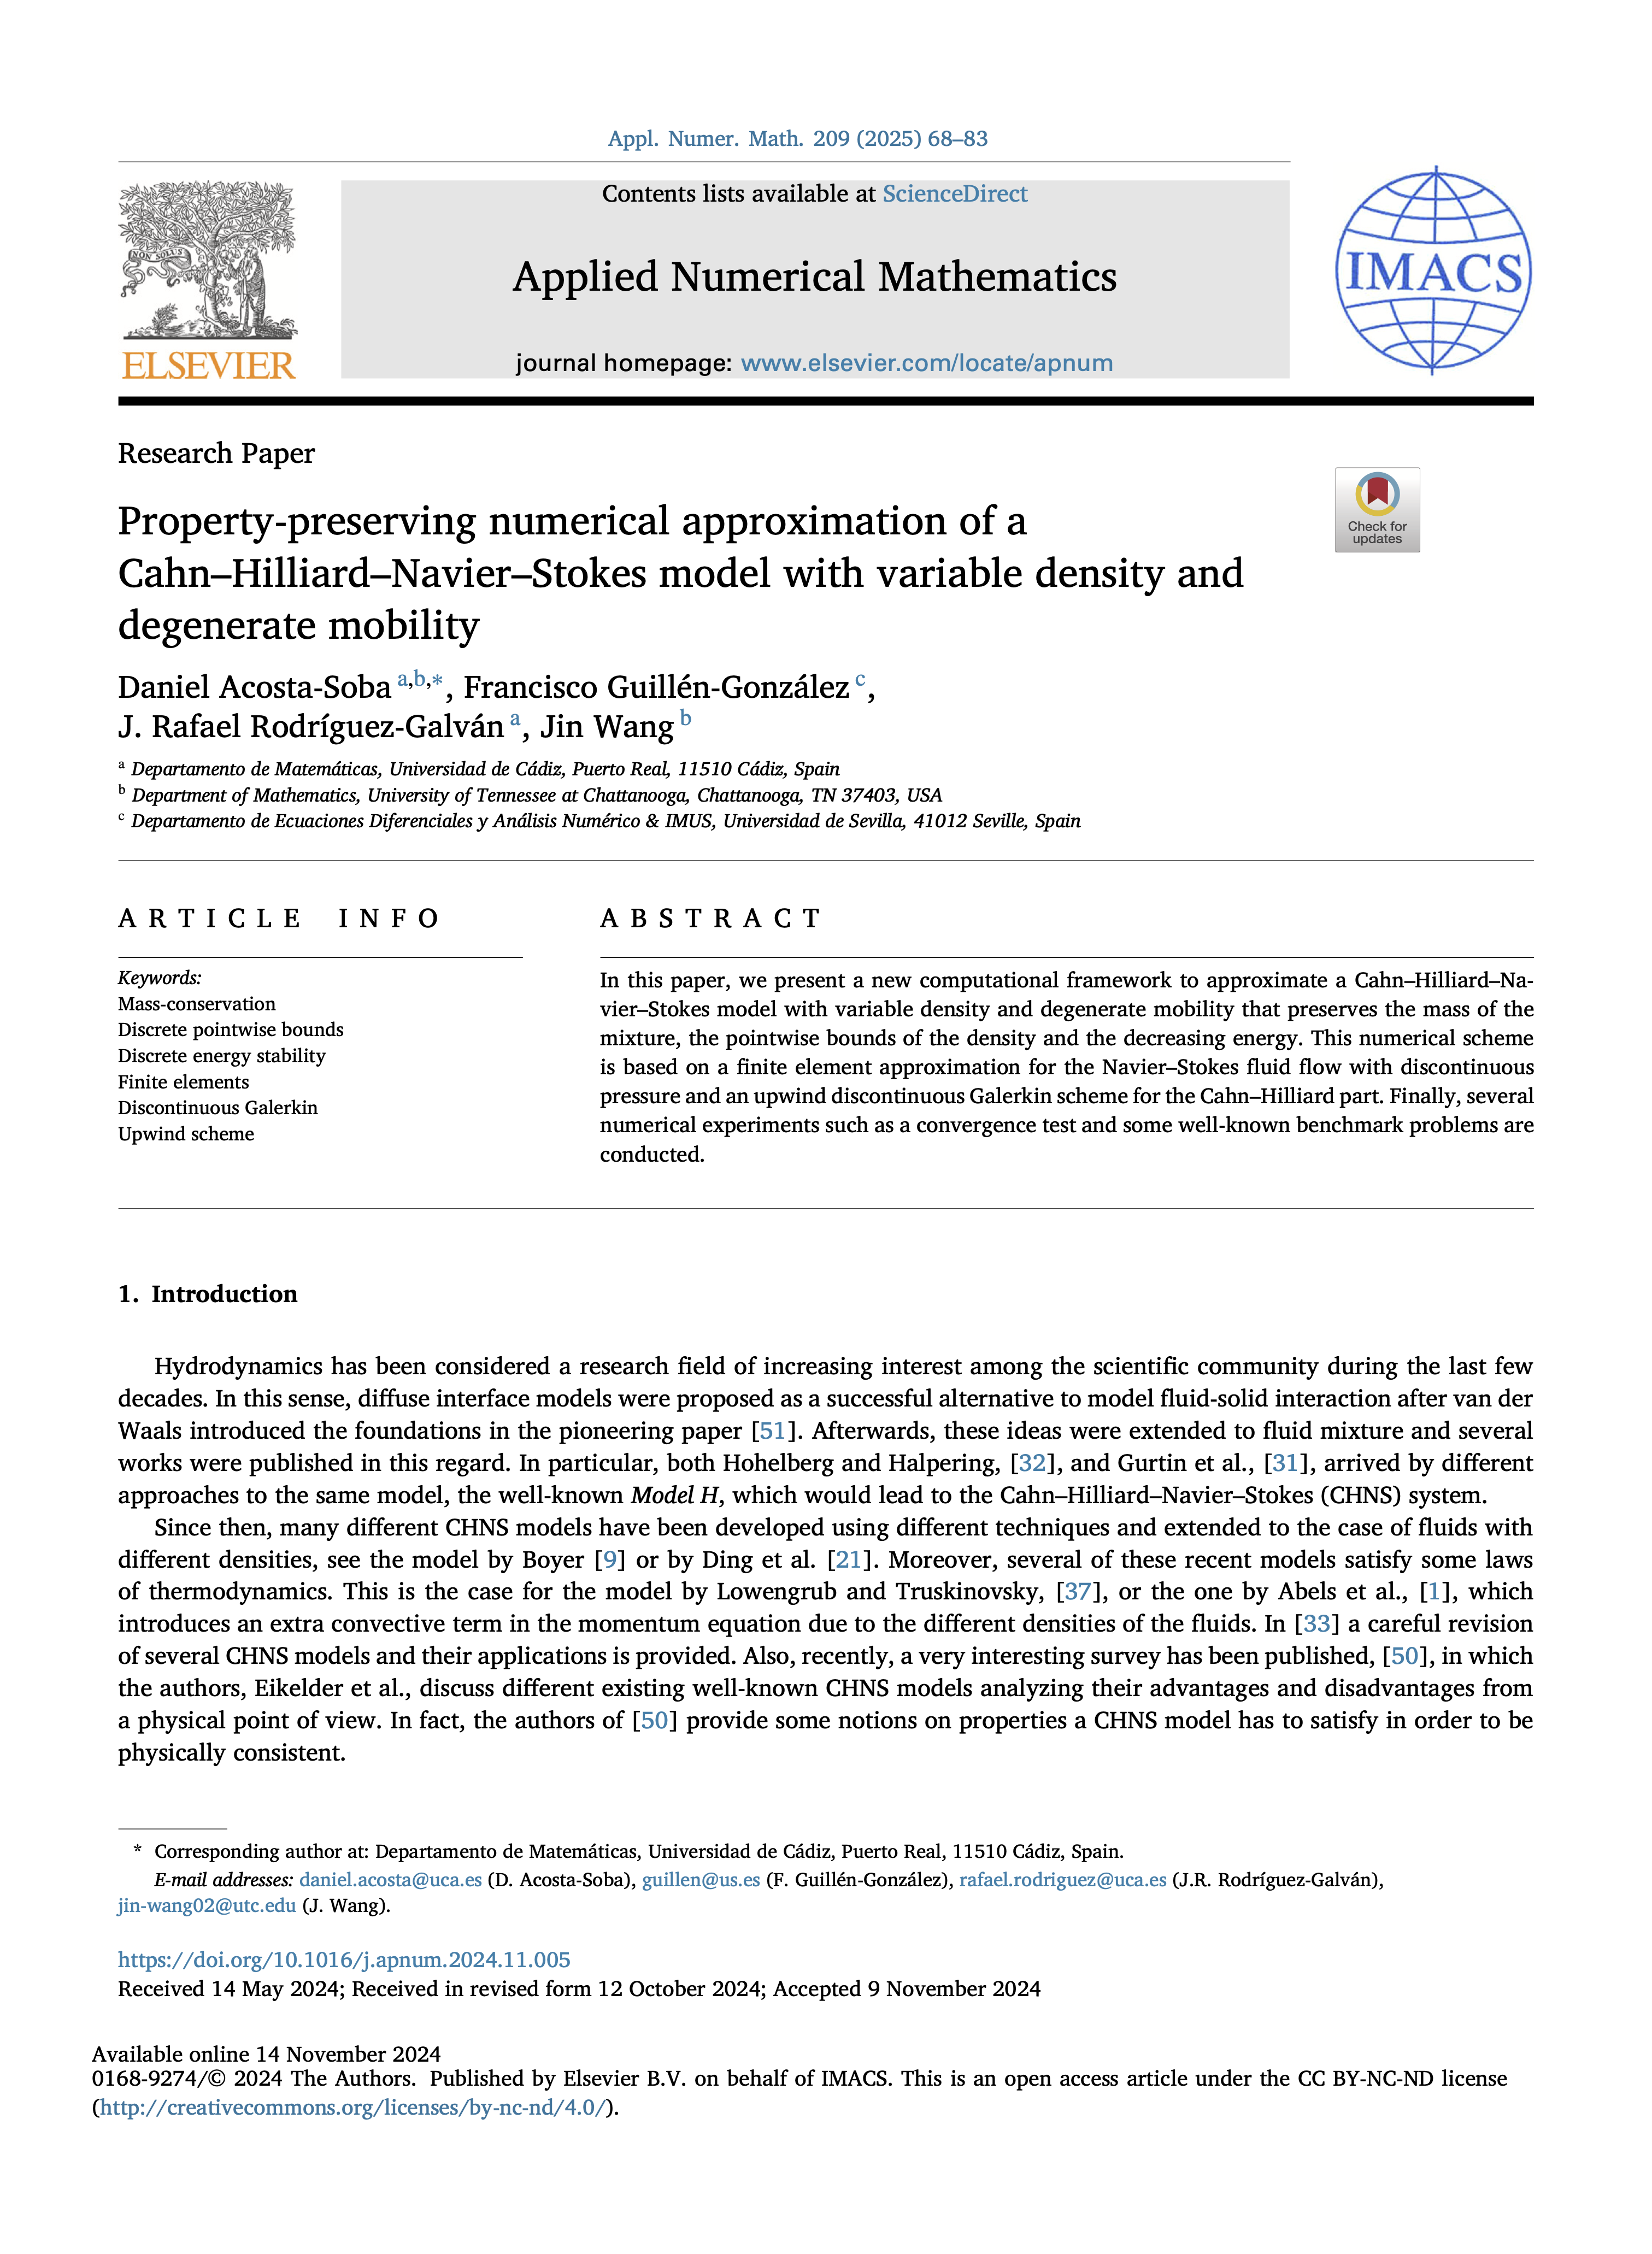 Appl. Numer. Math. 209 (2025) 68–83
Contents lists available at ScienceDirect
Applied Numerical Mathematics
journal homepage: www.elsevier.com/locate/apnum
NON SOLUS
ELSEVIER
IMACS
Research Paper
Check for
updates
Property-preserving numerical approximation of a
Cahn–Hilliard–Navier–Stokes model with variable density and
degenerate mobility
Daniel Acosta-Soba a,b,*, Francisco Guillén-González c,
J. Rafael Rodríguez-Galván a, Jin Wang b
a Departamento de Matemáticas, Universidad de Cádiz, Puerto Real, 11510 Cádiz, Spain
b Department of Mathematics, University of Tennessee at Chattanooga, Chattanooga, TN 37403, USA
c Departamento de Ecuaciones Diferenciales y Análisis Numérico & IMUS, Universidad de Sevilla, 41012 Seville, Spain
ARTICLE INFO
Keywords:
Mass-conservation
Discrete pointwise bounds
Discrete energy stability
Finite elements
Discontinuous Galerkin
Upwind scheme
ABSTRACT
In this paper, we present a new computational framework to approximate a Cahn–Hilliard–Na-
vier–Stokes model with variable density and degenerate mobility that preserves the mass of the
mixture, the pointwise bounds of the density and the decreasing energy. This numerical scheme
is based on a finite element approximation for the Navier–Stokes fluid flow with discontinuous
pressure and an upwind discontinuous Galerkin scheme for the Cahn–Hilliard part. Finally, several
numerical experiments such as a convergence test and some well-known benchmark problems are
conducted.
1. Introduction
Hydrodynamics has been considered a research field of increasing interest among the scientific community during the last few
decades. In this sense, diffuse interface models were proposed as a successful alternative to model fluid-solid interaction after van der
Waals introduced the foundations in the pioneering paper [51]. Afterwards, these ideas were extended to fluid mixture and several
works were published in this regard. In particular, both Hohelberg and Halpering, [32], and Gurtin et al., [31], arrived by different
approaches to the same model, the well-known Model H, which would lead to the Cahn–Hilliard–Navier–Stokes (CHNS) system.
Since then, many different CHNS models have been developed using different techniques and extended to the case of fluids with
different densities, see the model by Boyer [9] or by Ding et al. [21]. Moreover, several of these recent models satisfy some laws
of thermodynamics. This is the case for the model by Lowengrub and Truskinovsky, [37], or the one by Abels et al., [1], which
introduces an extra convective term in the momentum equation due to the different densities of the fluids. In [33] a careful revision
of several CHNS models and their applications is provided. Also, recently, a very interesting survey has been published, [50], in which
the authors, Eikelder et al., discuss different existing well-known CHNS models analyzing their advantages and disadvantages from
a physical point of view. In fact, the authors of [50] provide some notions on properties a CHNS model has to satisfy in order to be
physically consistent.
* Corresponding author at: Departamento de Matemáticas, Universidad de Cádiz, Puerto Real, 11510 Cádiz, Spain.
E-mail addresses: daniel.acosta@uca.es (D. Acosta-Soba), guillen@us.es (F. Guillén-González), rafael.rodriguez@uca.es (J.R. Rodríguez-Galván),
jin-wang02@utc.edu (J. Wang).
https://doi.org/10.1016/j.apnum.2024.11.005
Received 14 May 2024; Received in revised form 12 October 2024; Accepted 9 November 2024
Available online 14 November 2024
0168-9274/© 2024 The Authors. Published by Elsevier B.V. on behalf of IMACS. This is an open access article under the CC BY-NC-ND license
(http://creativecommons.org/licenses/by-nc-nd/4.0/).